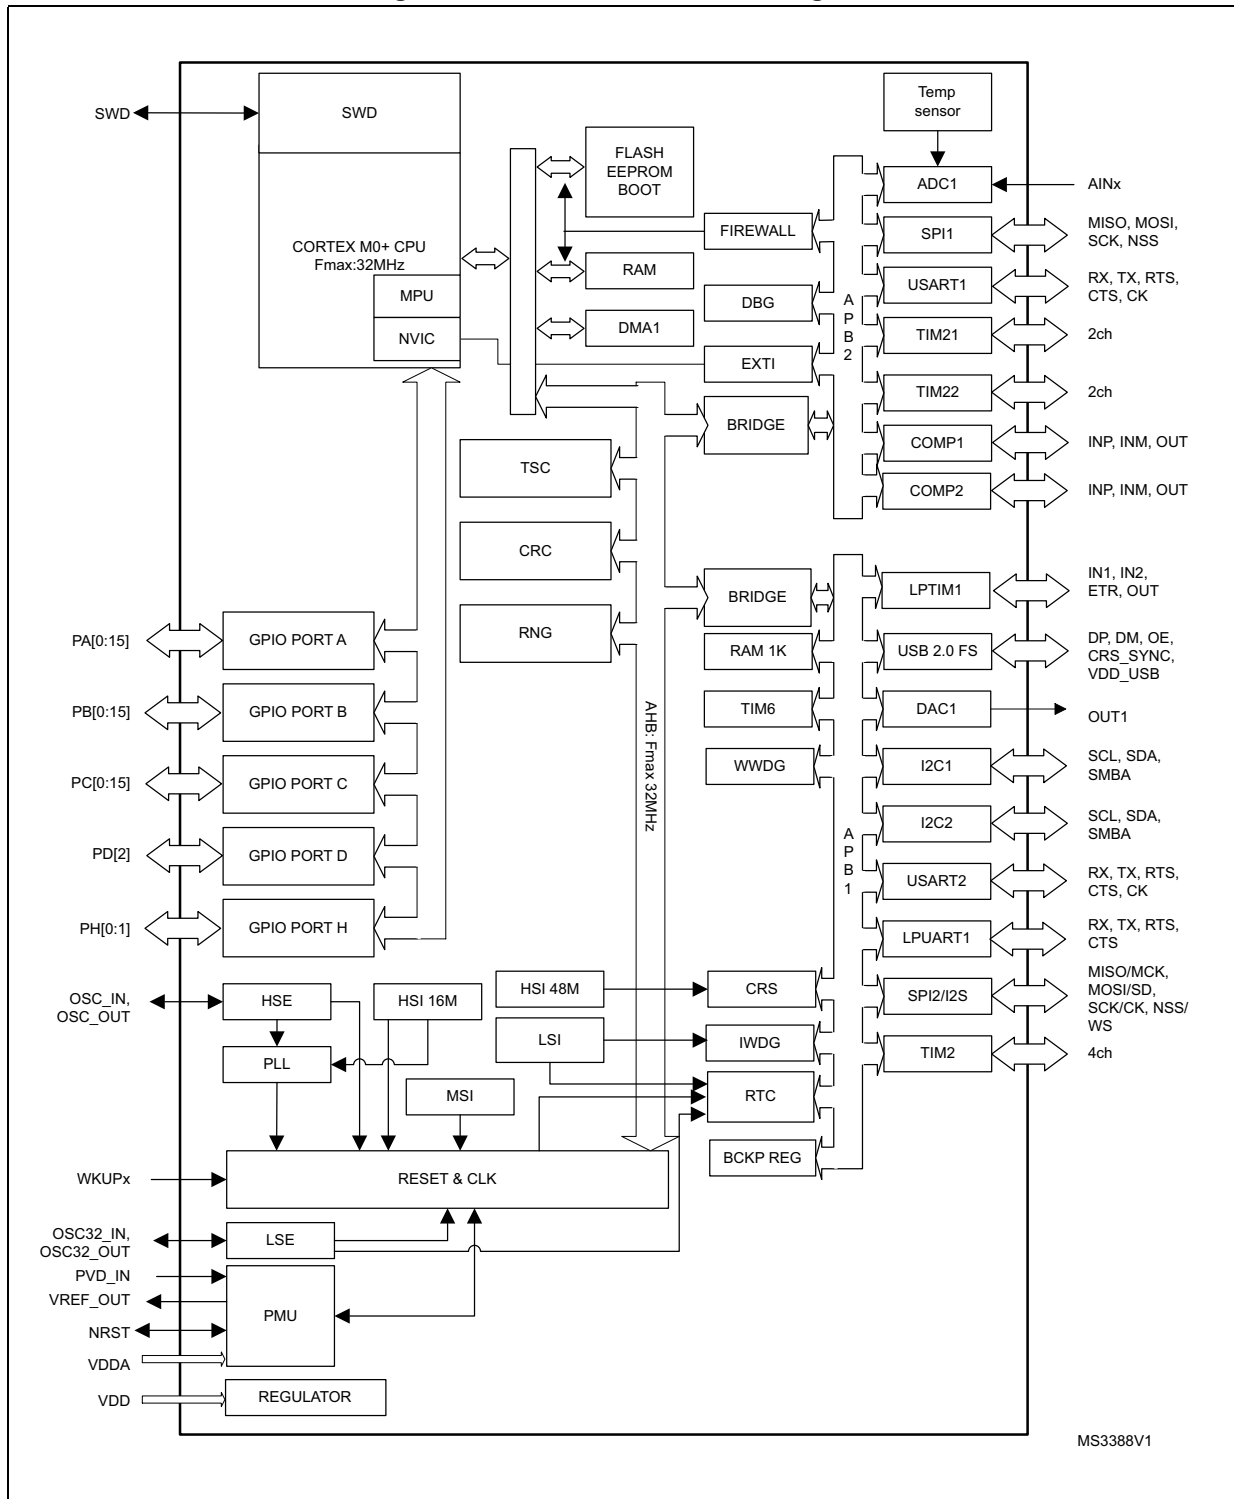 SWD
SWD
CORTEX M0+ CPU
Fmax:32MHz
MPU
NVIC
FLASH
EEPROM
BOOT
RAM
DMA1
FIREWALL
DBG
EXTI
BRIDGE
A
P
B
2
Temp
sensor
ADC1
AINx
SPI1
MISO, MOSI,
SCK, NSS
USART1
RX, TX, RTS,
CTS, CK
TIM21
2ch
TIM22
2ch
COMP1
INP, INM, OUT
COMP2
INP, INM, OUT
TSC
CRC
RNG
AHB: Fmax 32MHz
BRIDGE
RAM 1K
TIM6
WWDG
A
P
B
1
LPTIM1
IN1, IN2,
ETR, OUT
USB 2.0 FS
DP, DM, OE,
CRS_SYNC,
VDD_USB
DAC1
OUT1
I2C1
SCL, SDA,
SMBA
I2C2
SCL, SDA,
SMBA
USART2
RX, TX, RTS,
CTS, CK
LPUART1
RX, TX, RTS,
CTS
SPI2/I2S
MISO/MCK,
MOSI/SD,
SCK/CK, NSS/
WS
TIM2
4ch
PA[0:15]
GPIO PORT A
PB[0:15]
GPIO PORT B
PC[0:15]
GPIO PORT C
PD[2]
GPIO PORT D
PH[0:1]
GPIO PORT H
OSC_IN,
OSC_OUT
HSE
HSI 16M
HSI 48M
CRS
PLL
LSI
IWDG
MSI
RTC
BCKP REG
WKUPx
RESET & CLK
OSC32_IN,
OSC32_OUT
LSE
PVD_IN
VREF_OUT
NRST
VDDA
PMU
VDD
REGULATOR
MS3388V1